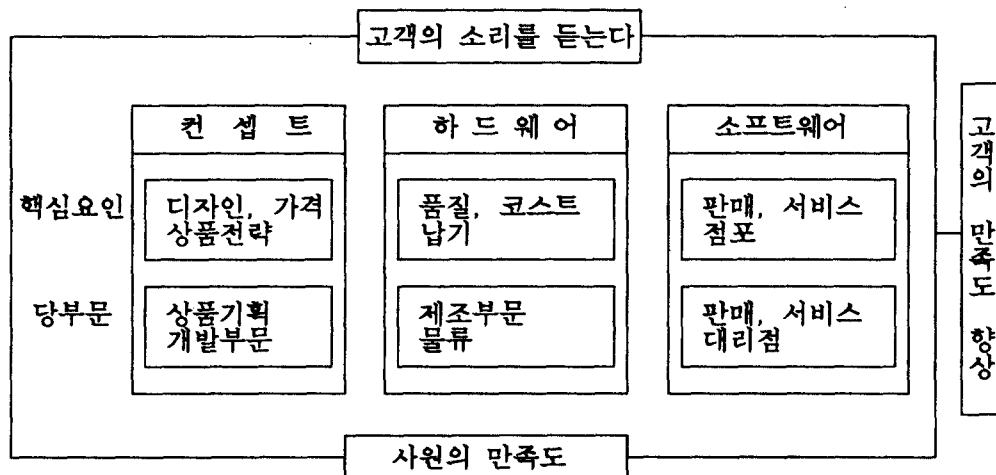 고객의 소리를 듣는다
컨 셉 트
하 드 웨 어
소프트웨어
핵심요인
디자인, 가격
상품전략
품질, 코스트
납기
판매, 서비스
점포
당부문
상품기획
개발부문
제조부문
물류
판매, 서비스
대리점
고객의 만족도 향상
사원의 만족도